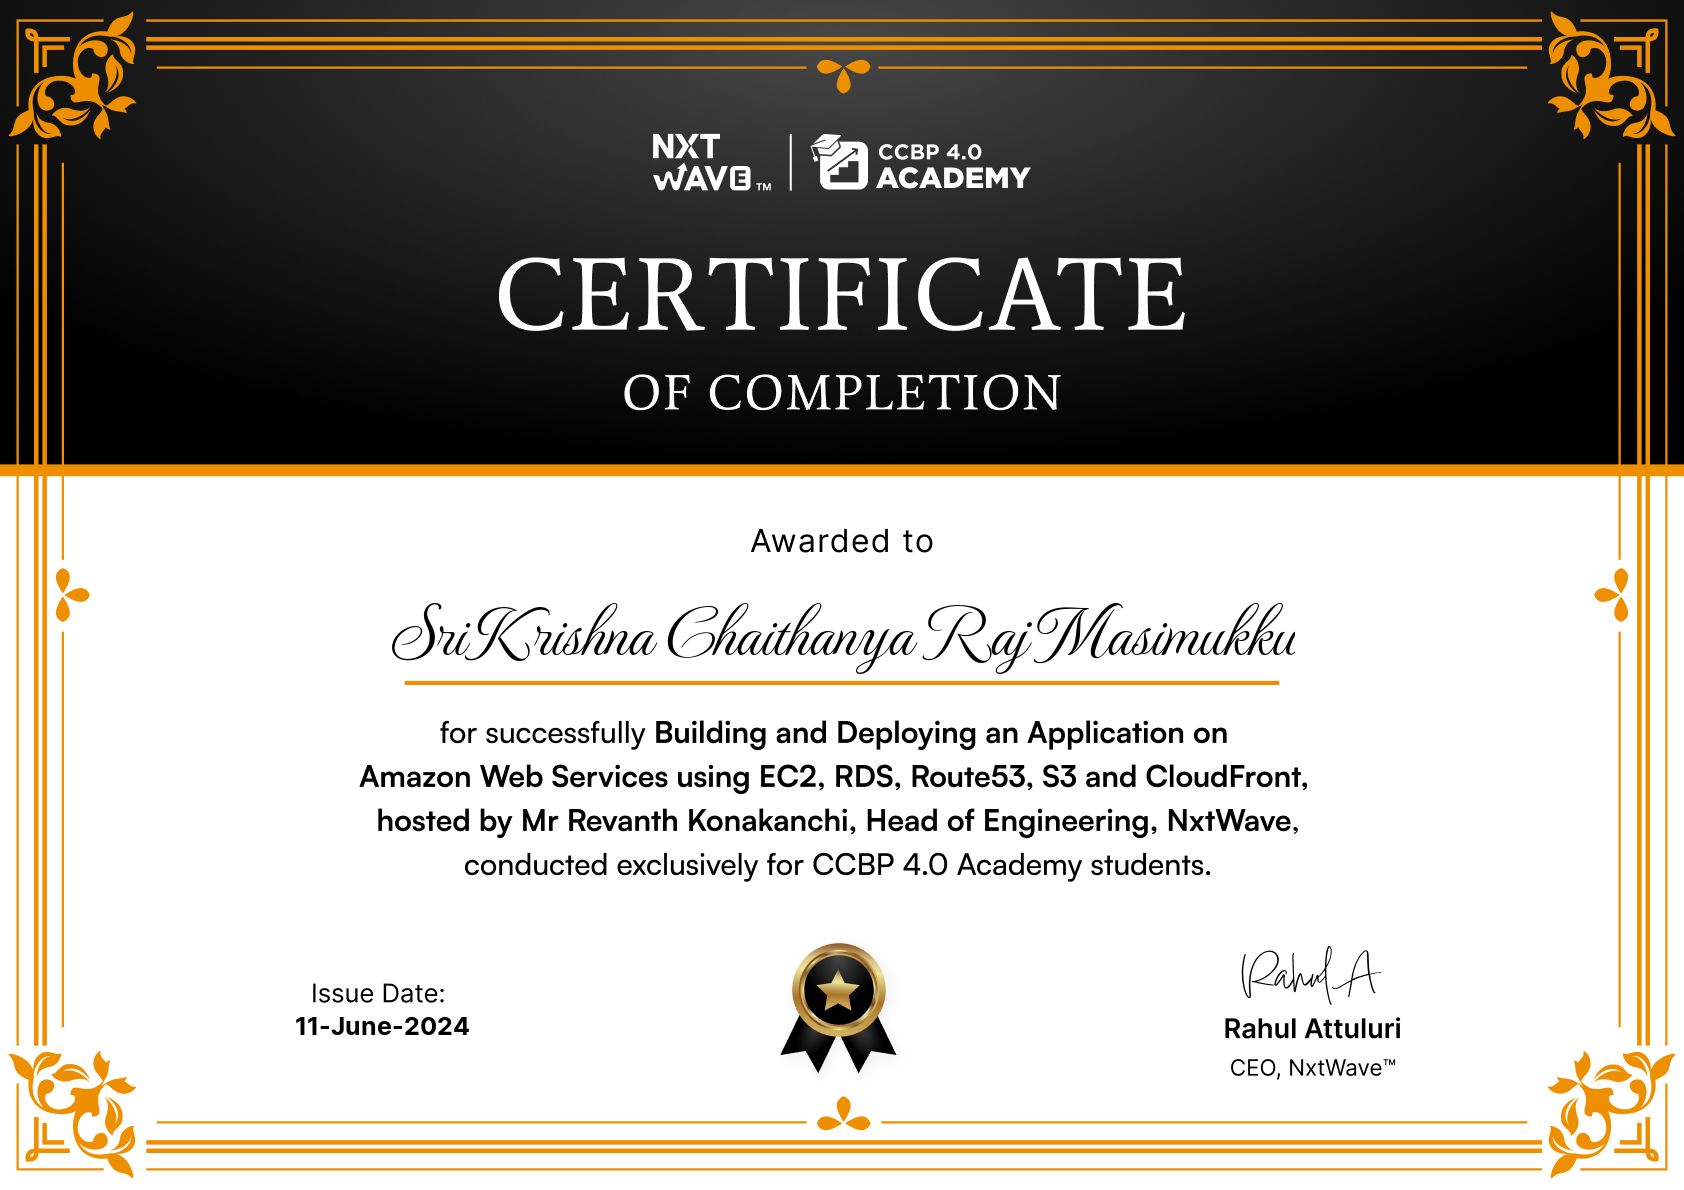 NXT
WAVE™
CCBP 4.0
ACADEMY
CERTIFICATE
OF COMPLETION
Awarded to
Sri Krishna Chaithanya Raj Masimukku
for successfully Building and Deploying an Application on
Amazon Web Services using EC2, RDS, Route53, S3 and CloudFront,
hosted by Mr Revanth Konakanchi, Head of Engineering, NxtWave,
conducted exclusively for CCBP 4.0 Academy students.
Issue Date:
11-June-2024
Rahul A
Rahul Attuluri
CEO, NxtWave™